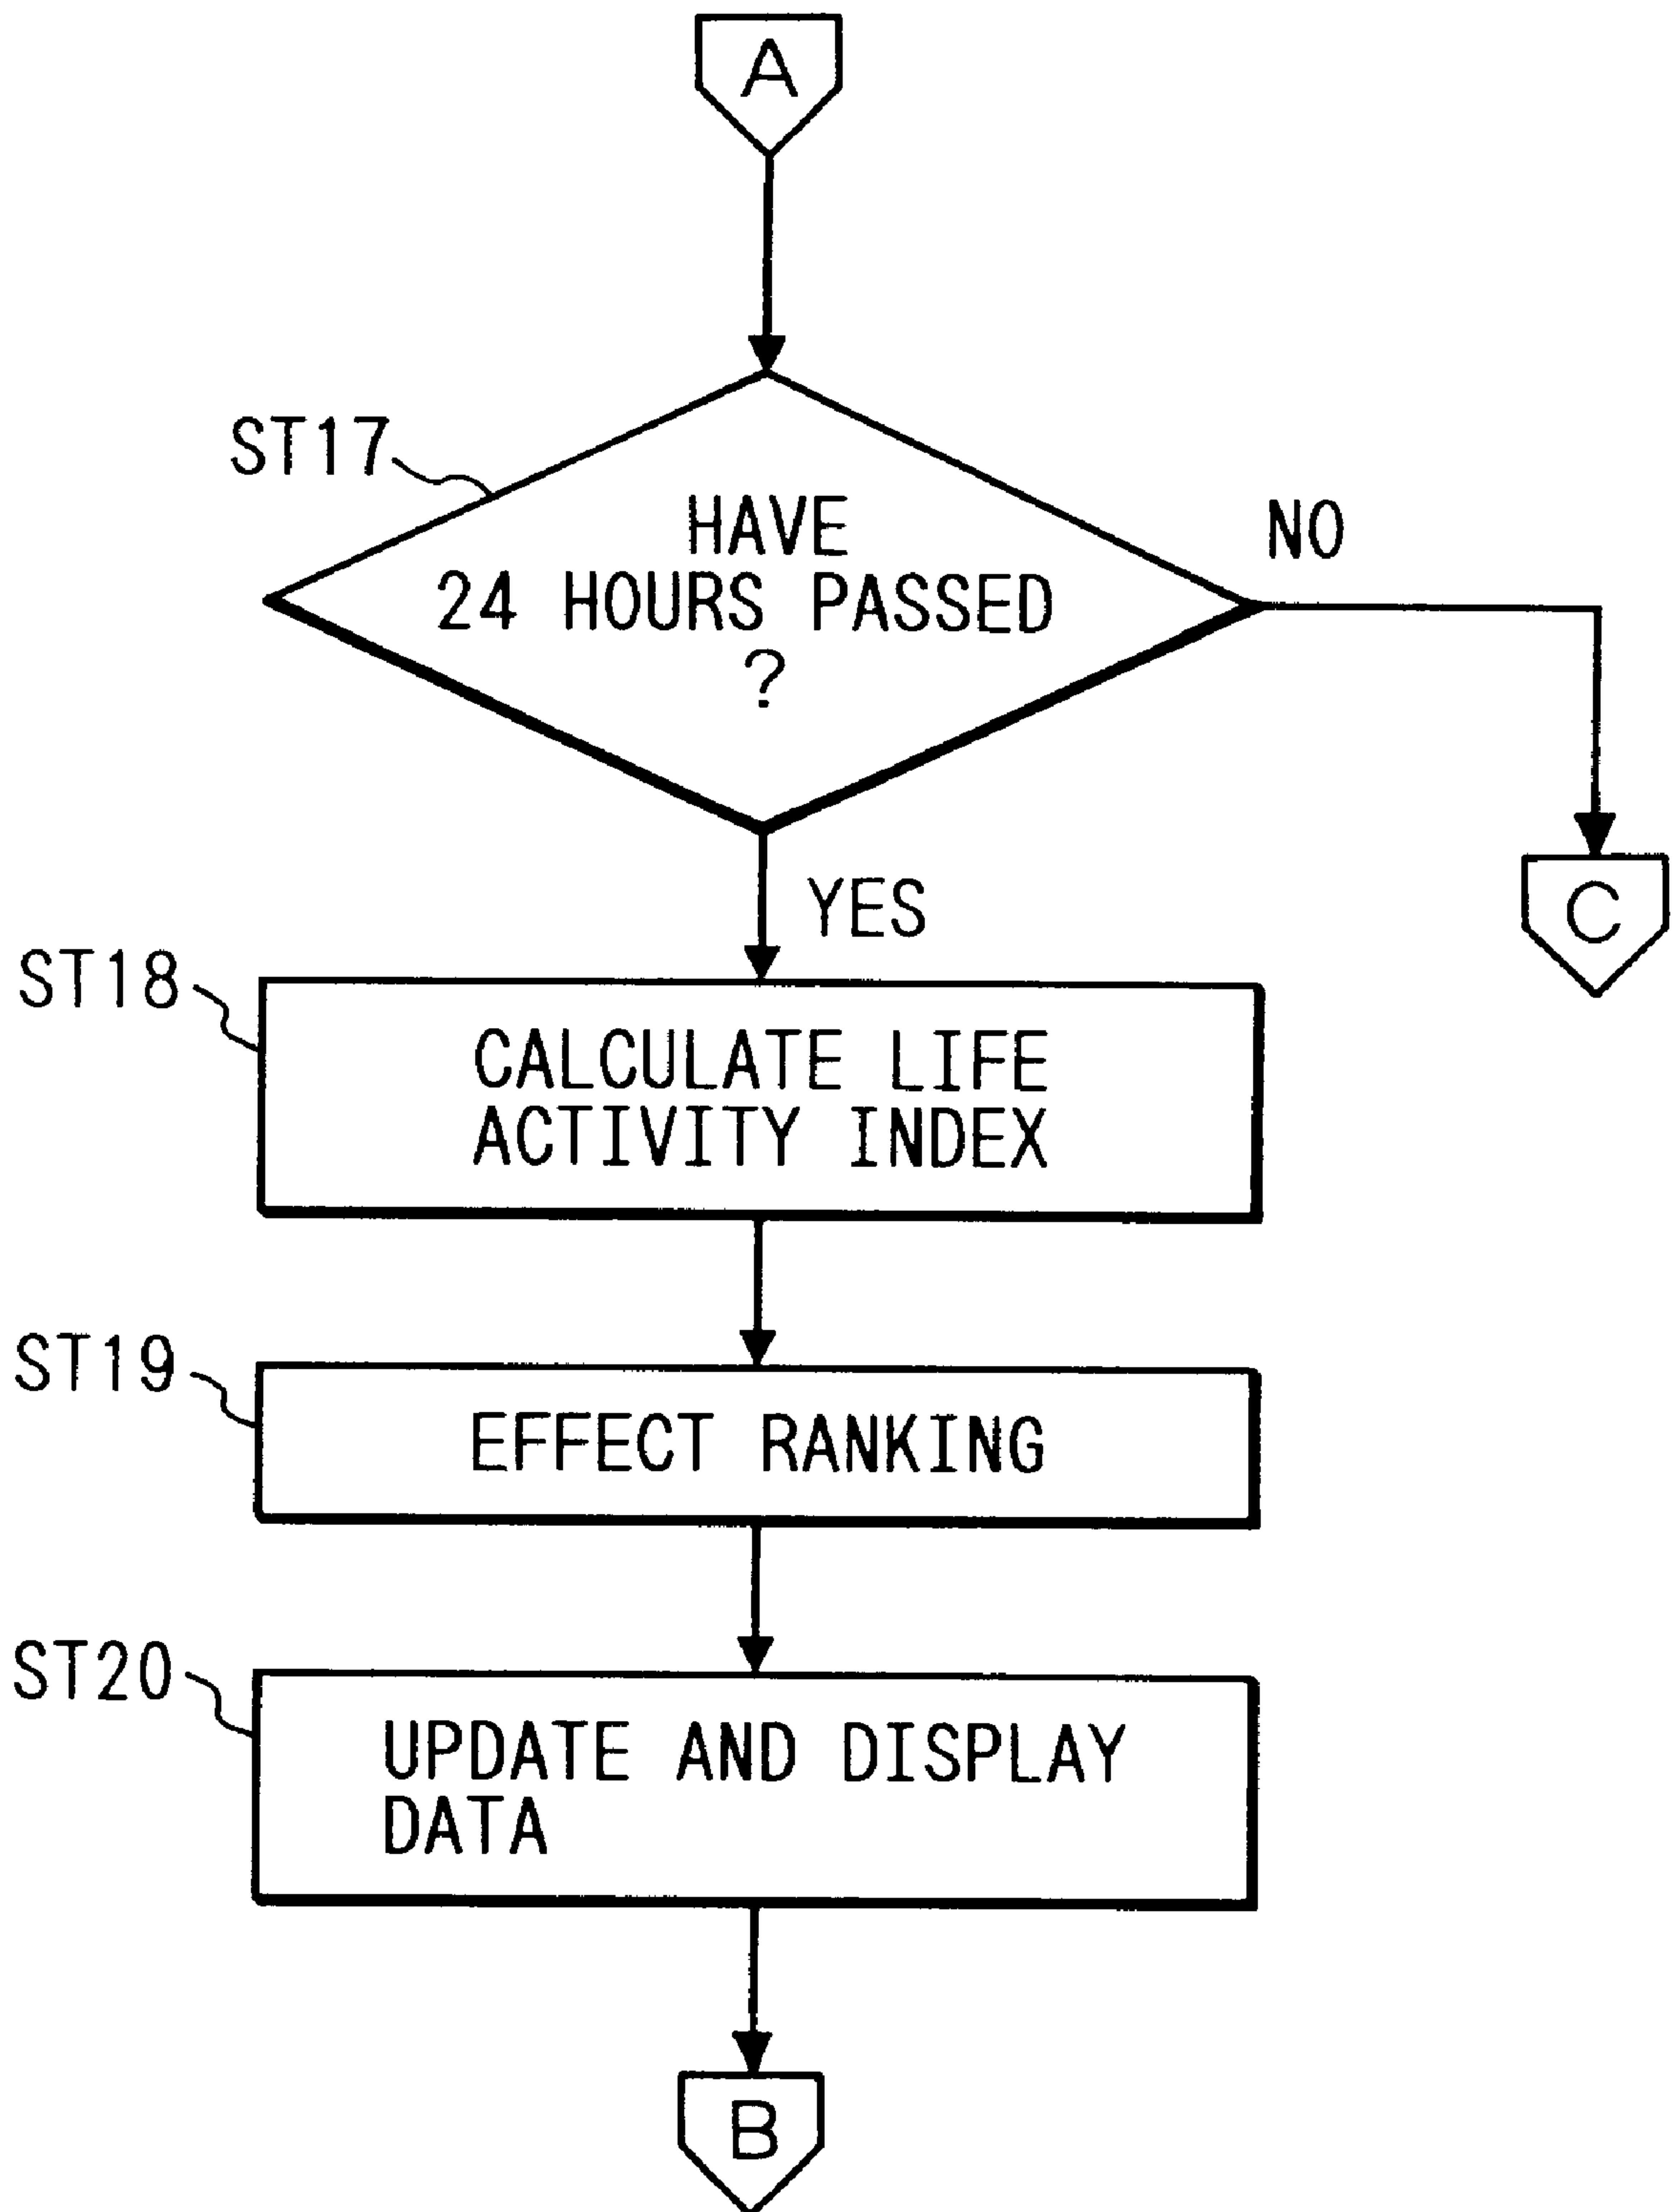 A
ST17
HAVE
24 HOURS PASSED
?
NO
YES
C
ST18
CALCULATE LIFE
ACTIVITY INDEX
ST19
EFFECT RANKING
ST20
UPDATE AND DISPLAY
DATA
B